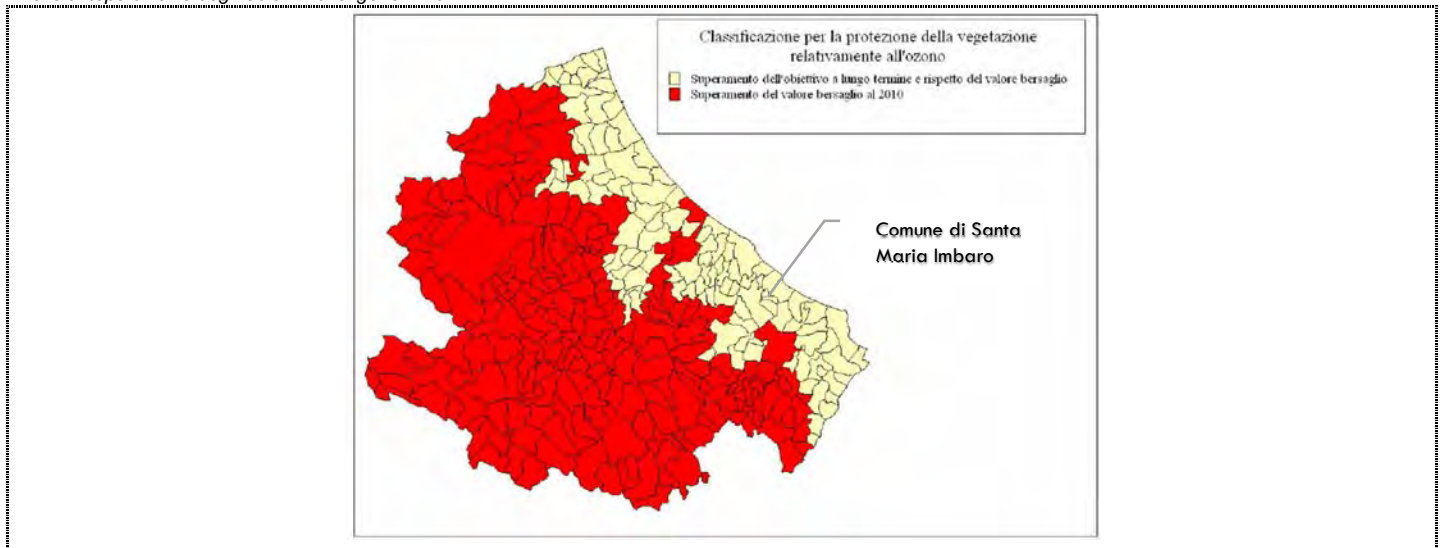 Classificazione per la protezione della vegetazione
relativamente all'ozono
Superamento dell'obiettivo a lungo termine e rispetto del valore bersaglio
Superamento del valore bersaglio al 2010
Comune di Santa
Maria Imbaro